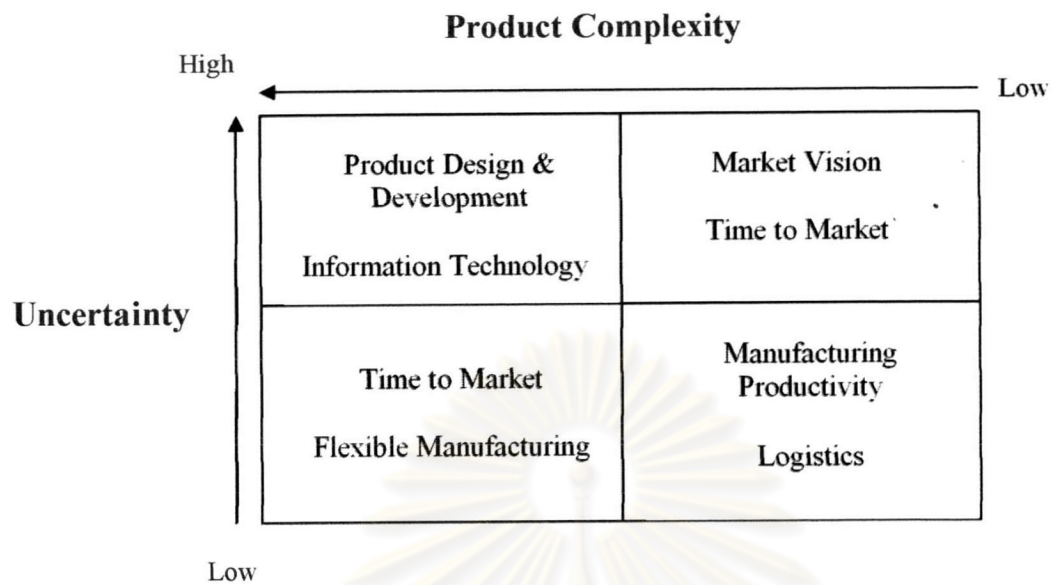 Product Complexity
High
Low
Product Design &
Development
Information Technology
Market Vision
Time to Market
Uncertainty
Time to Market
Flexible Manufacturing
Manufacturing
Productivity
Logistics
Low